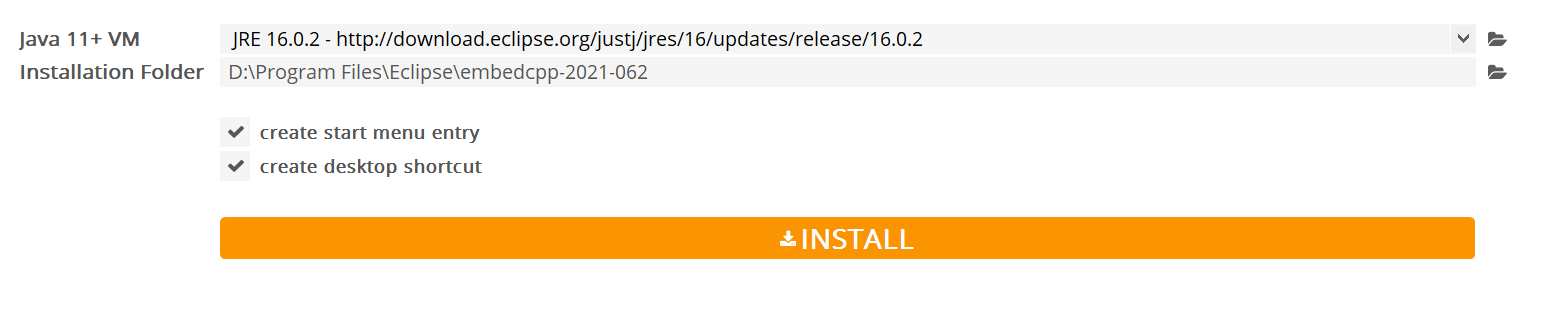 Java 11+ VM JRE 16.0.2 - http://download.eclipse.org/justj/jres/16/updates/release/16.0.2
Installation Folder D:\Program Files\Eclipse\embedcpp-2021-062
create start menu entry
create desktop shortcut
INSTALL